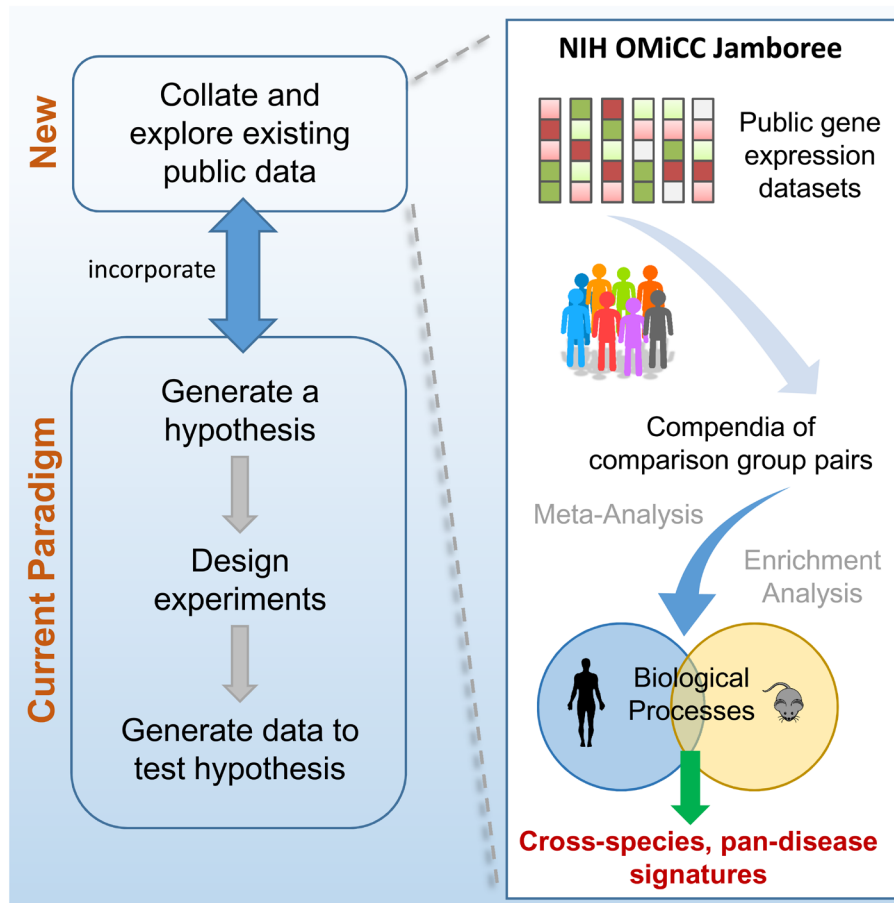 New
Collate and
explore existing
public data
incorporate
Current Paradigm
Generate a
hypothesis
Design
experiments
Generate data to
test hypothesis
NIH OMiCC Jamboree
Public gene
expression
datasets
Compendia of
comparison group pairs
Meta-Analysis
Enrichment
Analysis
Biological
Processes
Cross-species, pan-disease
signatures